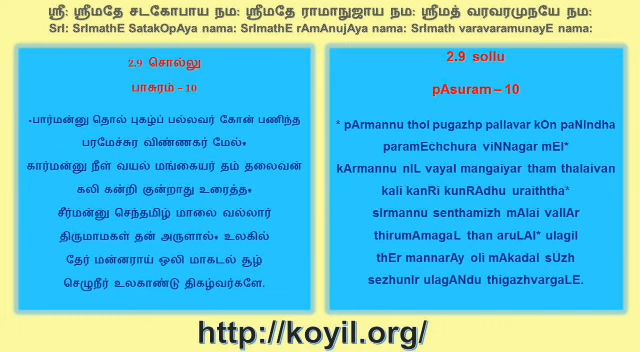 ஸ்ரீ: ஸ்ரீமதே சடகோபாய நம: ஸ்ரீமதே ராமாநுஜாய நம: ஸ்ரீமத் வரவரமுநயே நம:
SrI: SrImathE SatakOpAya nama: SrImathE rAmAnujAya nama: SrImath varavaramunayE nama:
2.9 சொல்லு
பாசுரம் – 10
*பார்மன்னு தொல் புகழ்ப் பல்லவர் கோன் பணிந்த
பரமேச்சுர விண்ணகர் மேல்*
கார்மன்னு நீள் வயல் மங்கையர் தம் தலைவன்
கலி கன்றி குன்றாது உரைத்த*
சீர்மன்னு செந்தமிழ் மாலை வல்லார்
திருமாமகள் தன் அருளால்* உலகில்
தேர் மன்னராய் ஒலி மாகடல் சூழ்
செழுநீர் உலகாண்டு திகழ்வர்களே.
2.9 sollu
pAsuram – 10
* pArmannu thol pugazhp pallavar kOn paNIndha
paramEchchura viNNagar mEl*
kArmannu nIL vayal mangaiyar tham thalaivan
kali kanRi kunRAdhu uraiththa*
sIrmannu senthamizh mAlai vallAr
thirumAmagaL than aruLAl* ulagil
thEr mannarAy oli mAkadal sUzh
sezhunIr ulagANdu thigazhvargaLE.
http://koyil.org/